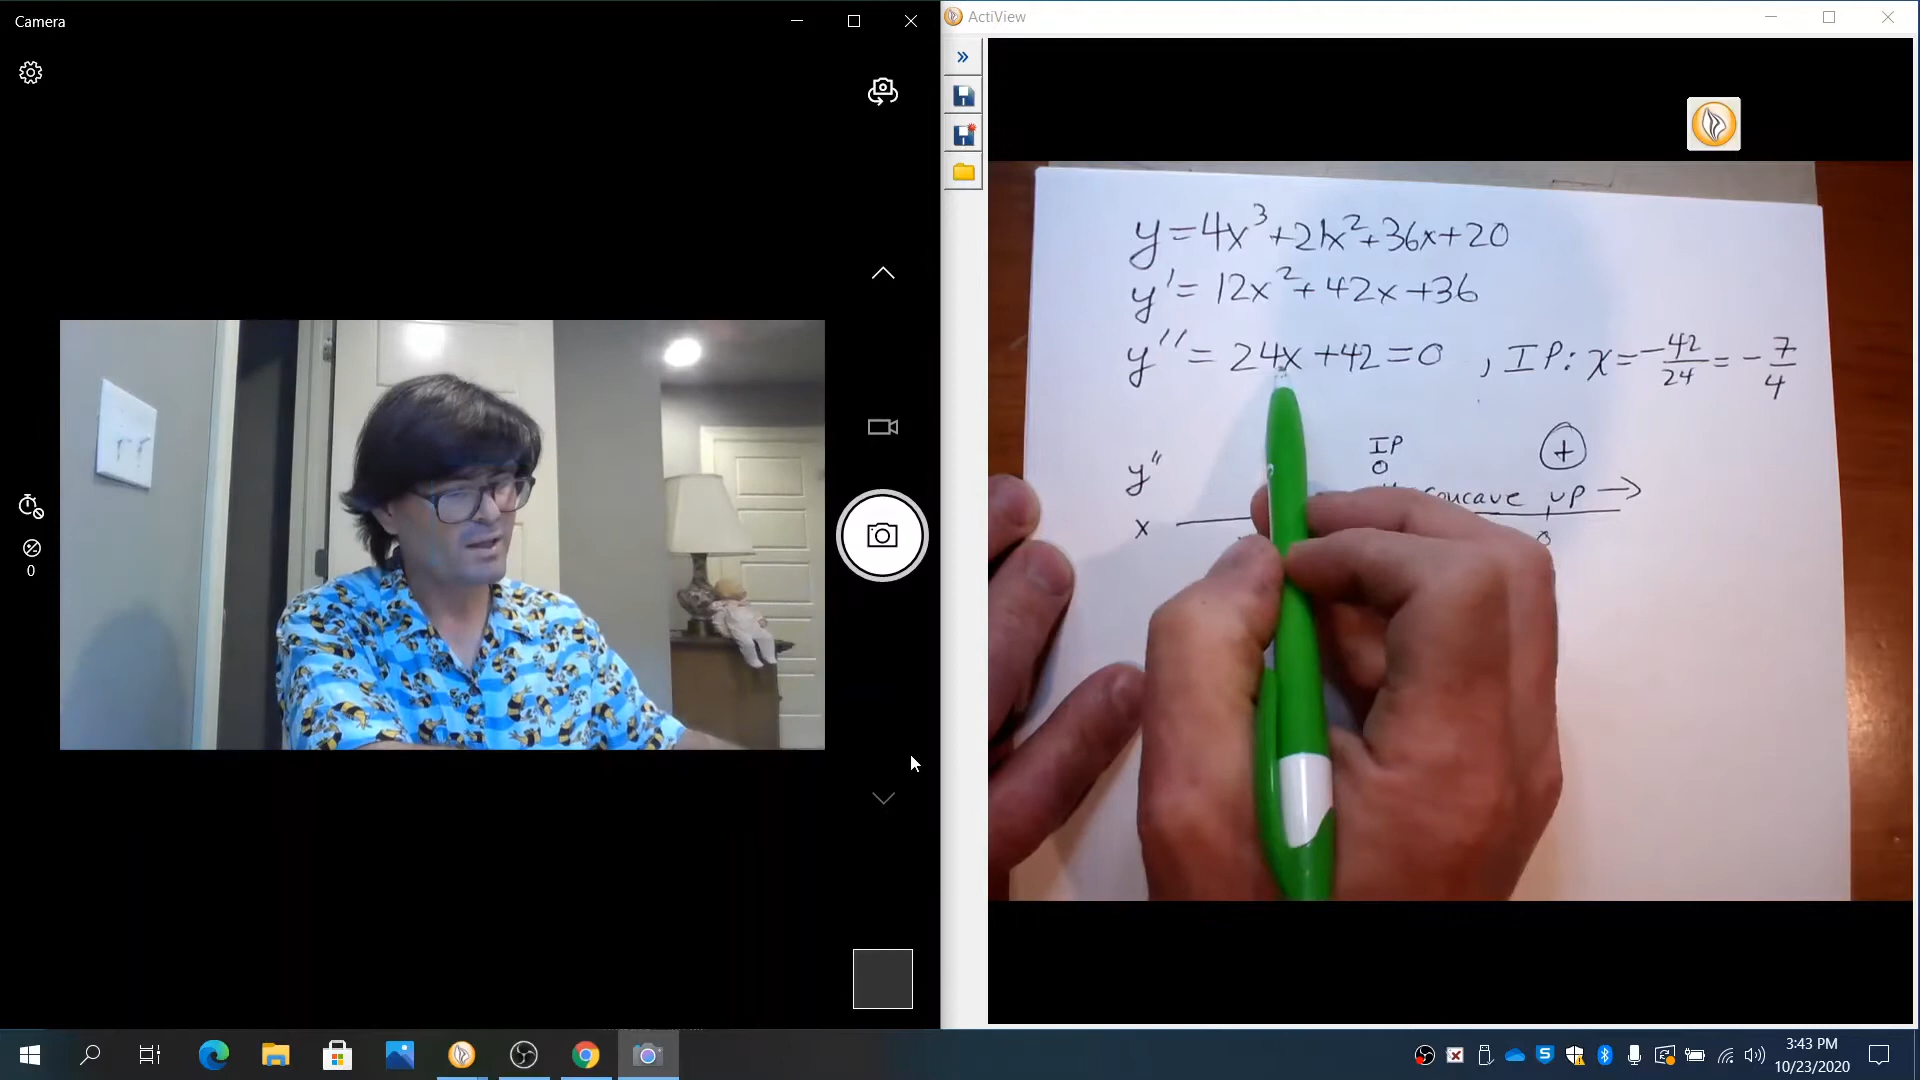 Camera
ActiView
y=4x³+21x²+36x+20
y'=12x²+42x+36
y''=24x+42=0 , IP: x=-42/24=-7/4
IP
0
+
y''
concave up →
x
0
0
3:43 PM
10/23/2020